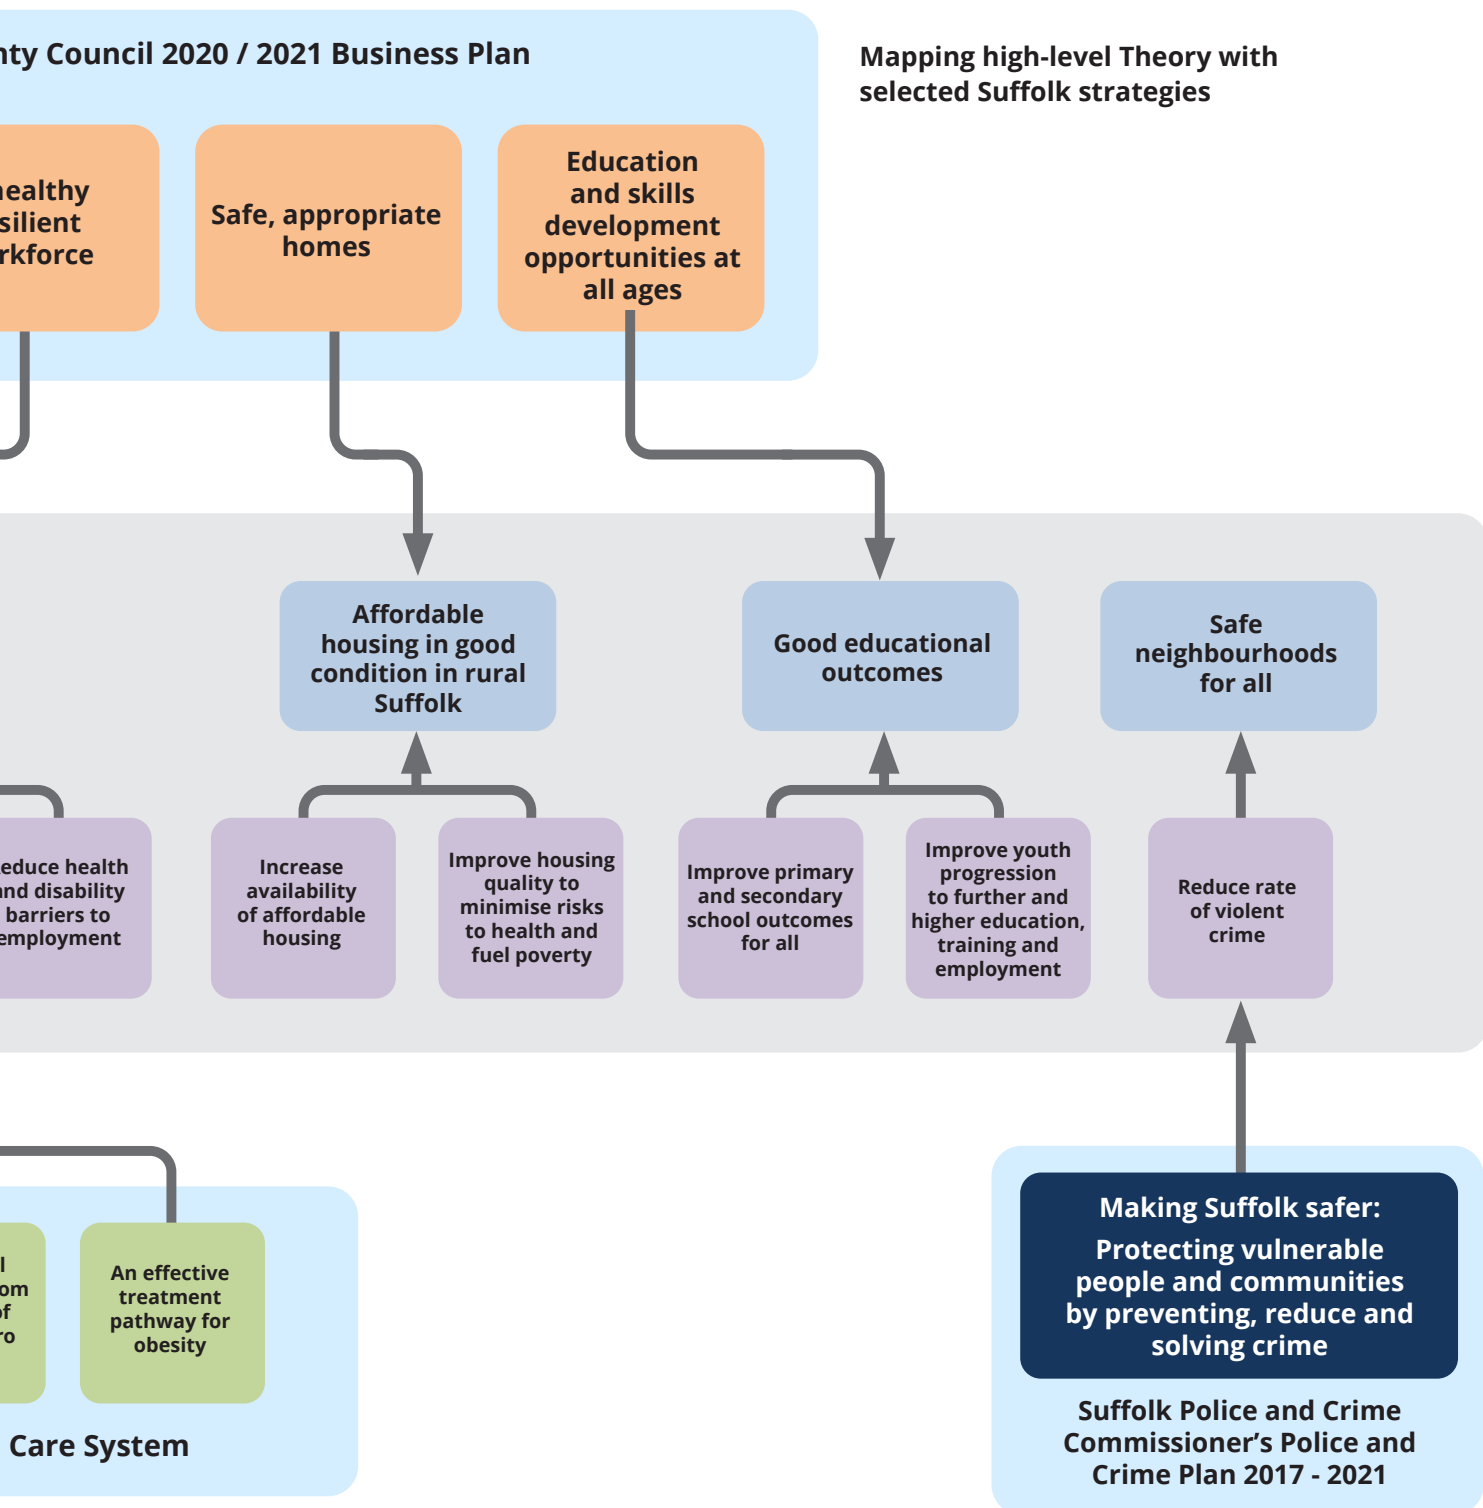 nty Council 2020 / 2021 Business Plan
Mapping high-level Theory with
selected Suffolk strategies
healthy
silient
rkforce
Safe, appropriate
homes
Education
and skills
development
opportunities at
all ages
Affordable
housing in good
condition in rural
Suffolk
Good educational
outcomes
Safe
neighbourhoods
for all
educe health
and disability
barriers to
employment
Increase
availability
of affordable
housing
Improve housing
quality to
minimise risks
to health and
fuel poverty
Improve primary
and secondary
school outcomes
for all
Improve youth
progression
to further and
higher education,
training and
employment
Reduce rate
of violent
crime
l
om
of
ro
An effective
treatment
pathway for
obesity
Care System
Making Suffolk safer:
Protecting vulnerable
people and communities
by preventing, reduce and
solving crime
Suffolk Police and Crime
Commissioner’s Police and
Crime Plan 2017 - 2021